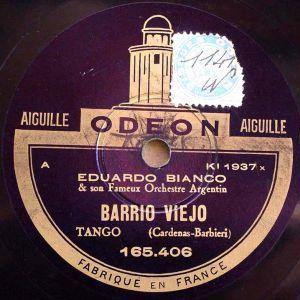 1141
AIGUILLE ODEON AIGUILLE
A KI 1937 x
EDUARDO BIANCO
& son Fameux Orchestre Argentin
BARRIO VIEJO
TANGO (Cardenas-Barbieri)
165.406
FABRIQUE EN FRANCE